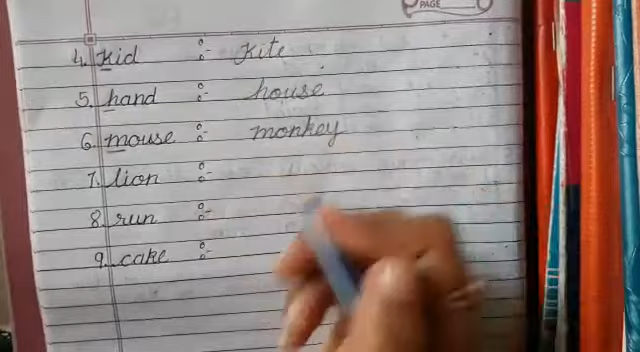 PAGE
4. Kid :- Kite
5. hand :- house
6. mouse :- monkey
7. lion :-
8. run :-
9. cake :-